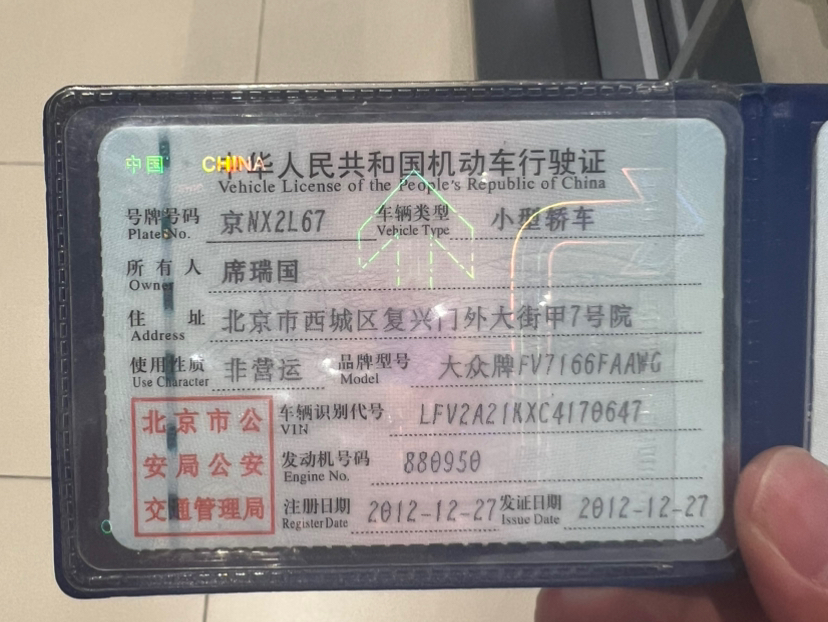 中国 CHINA
中华人民共和国机动车行驶证
Vehicle License of the People's Republic of China
号牌号码 京NX2L67 车辆类型 小型轿车
Plate No. Vehicle Type
所有人 席瑞国
Owner
住址 北京市西城区复兴门外大街甲7号院
Address
使用性质 非营运 品牌型号 大众牌FV7166FAAWG
Use Character Model
北京市公
安局公安
交通管理局
车辆识别代号 LFV2A21KXC4170647
VIN
发动机号码 880950
Engine No.
注册日期 2012-12-27 发证日期 2012-12-27
Register Date Issue Date